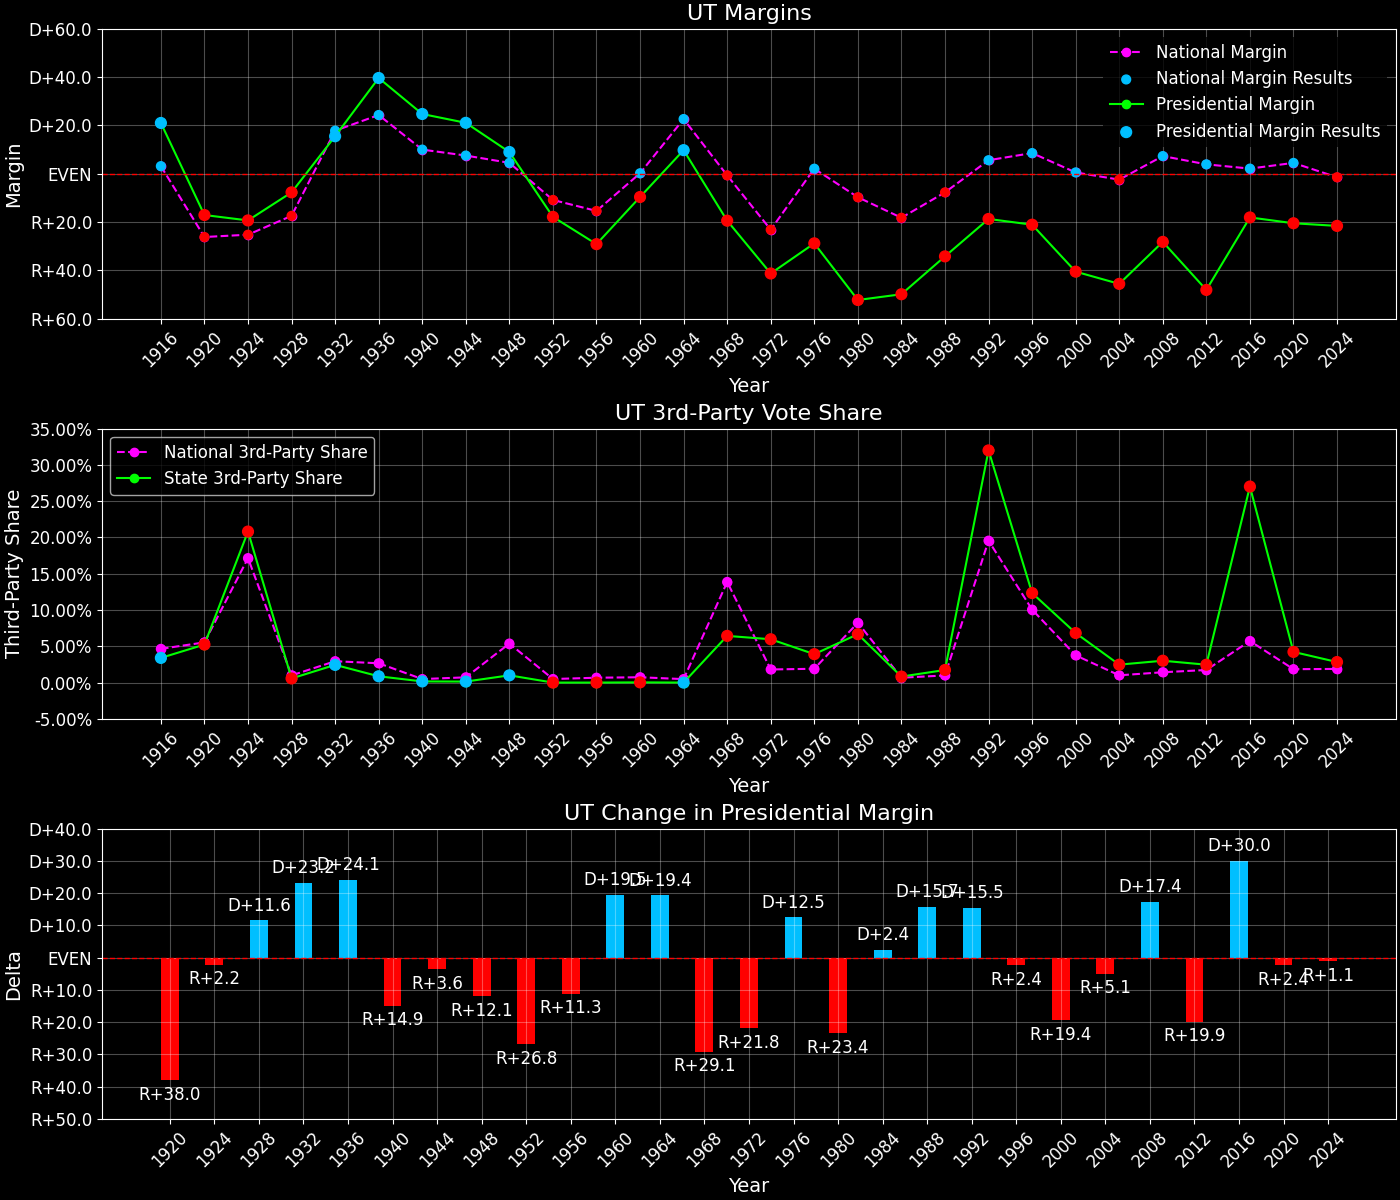 UT Margins
D+60.0
D+40.0
D+20.0
EVEN
R+20.0
R+40.0
R+60.0
Margin
National Margin
National Margin Results
Presidential Margin
Presidential Margin Results
1916 1920 1924 1928 1932 1936 1940 1944 1948 1952 1956 1960 1964 1968 1972 1976 1980 1984 1988 1992 1996 2000 2004 2008 2012 2016 2020 2024
Year
UT 3rd-Party Vote Share
35.00%
30.00%
25.00%
20.00%
15.00%
10.00%
5.00%
0.00%
-5.00%
Third-Party Share
National 3rd-Party Share
State 3rd-Party Share
1916 1920 1924 1928 1932 1936 1940 1944 1948 1952 1956 1960 1964 1968 1972 1976 1980 1984 1988 1992 1996 2000 2004 2008 2012 2016 2020 2024
Year
UT Change in Presidential Margin
D+40.0
D+30.0
D+20.0
D+10.0
EVEN
R+10.0
R+20.0
R+30.0
R+40.0
R+50.0
Delta
R+38.0
R+2.2
D+11.6
D+23.2
D+24.1
R+14.9
R+3.6
R+12.1
R+26.8
R+11.3
D+19.5
D+19.4
R+29.1
R+21.8
D+12.5
R+23.4
D+2.4
D+15.7
D+15.5
R+2.4
R+19.4
R+5.1
D+17.4
R+19.9
D+30.0
R+2.4
R+1.1
1920 1924 1928 1932 1936 1940 1944 1948 1952 1956 1960 1964 1968 1972 1976 1980 1984 1988 1992 1996 2000 2004 2008 2012 2016 2020 2024
Year